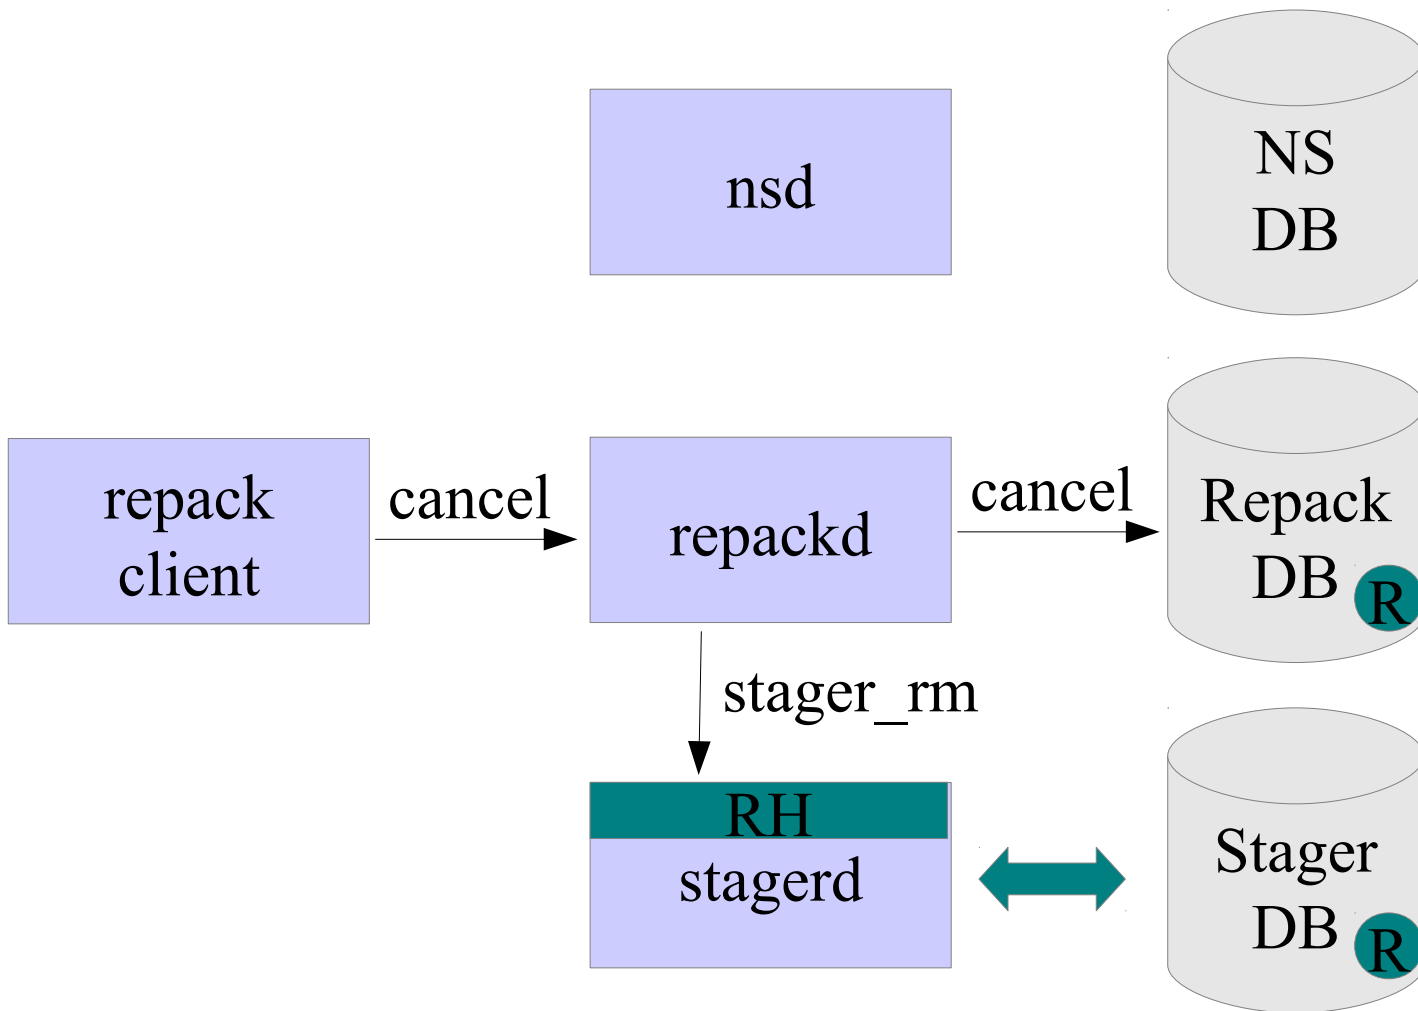 nsd
NS
DB
repack
client
cancel
repackd
cancel
Repack
DB
R
stager_rm
RH
stagerd
Stager
DB
R